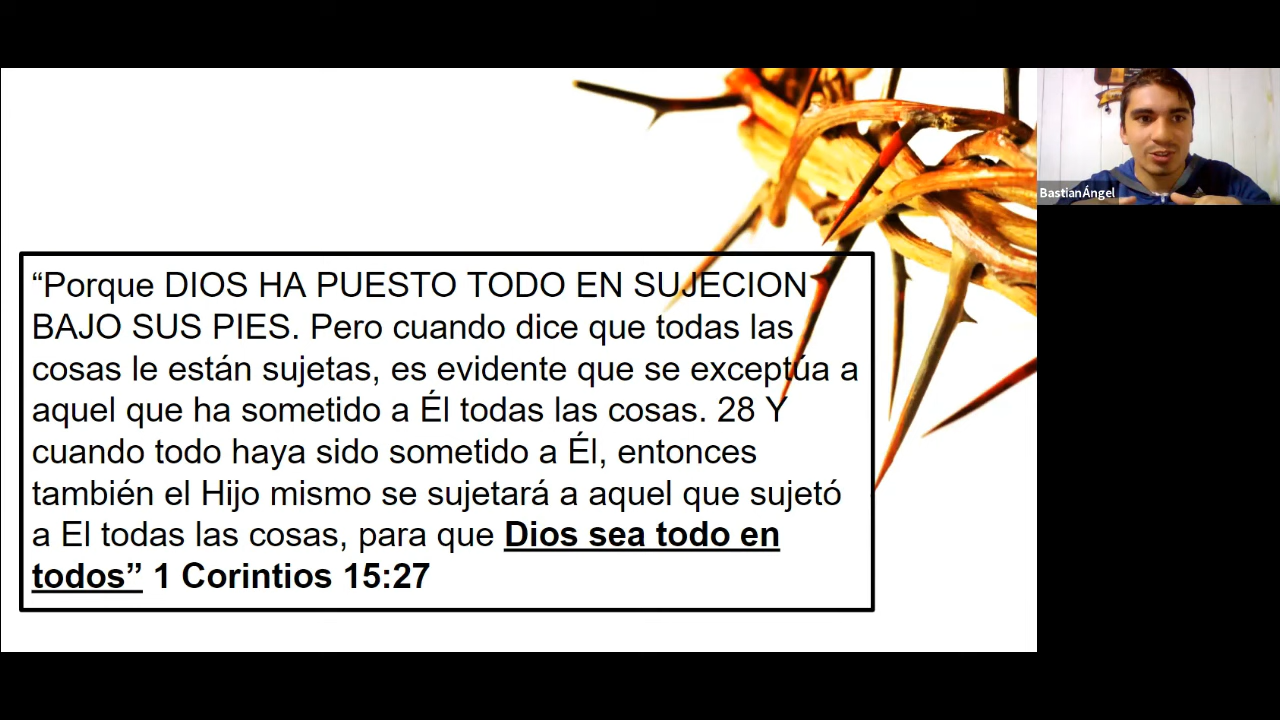 “Porque DIOS HA PUESTO TODO EN SUJECION
BAJO SUS PIES. Pero cuando dice que todas las
cosas le están sujetas, es evidente que se exceptúa a
aquel que ha sometido a Él todas las cosas. 28 Y
cuando todo haya sido sometido a Él, entonces
también el Hijo mismo se sujetará a aquel que sujetó
a El todas las cosas, para que Dios sea todo en
todos” 1 Corintios 15:27
BastianÁngel